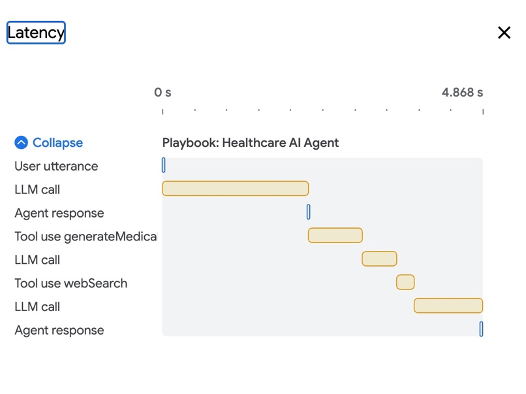 Latency
0 s 4.868 s
Collapse Playbook: Healthcare AI Agent
User utterance
LLM call
Agent response
Tool use generateMedica
LLM call
Tool use webSearch
LLM call
Agent response